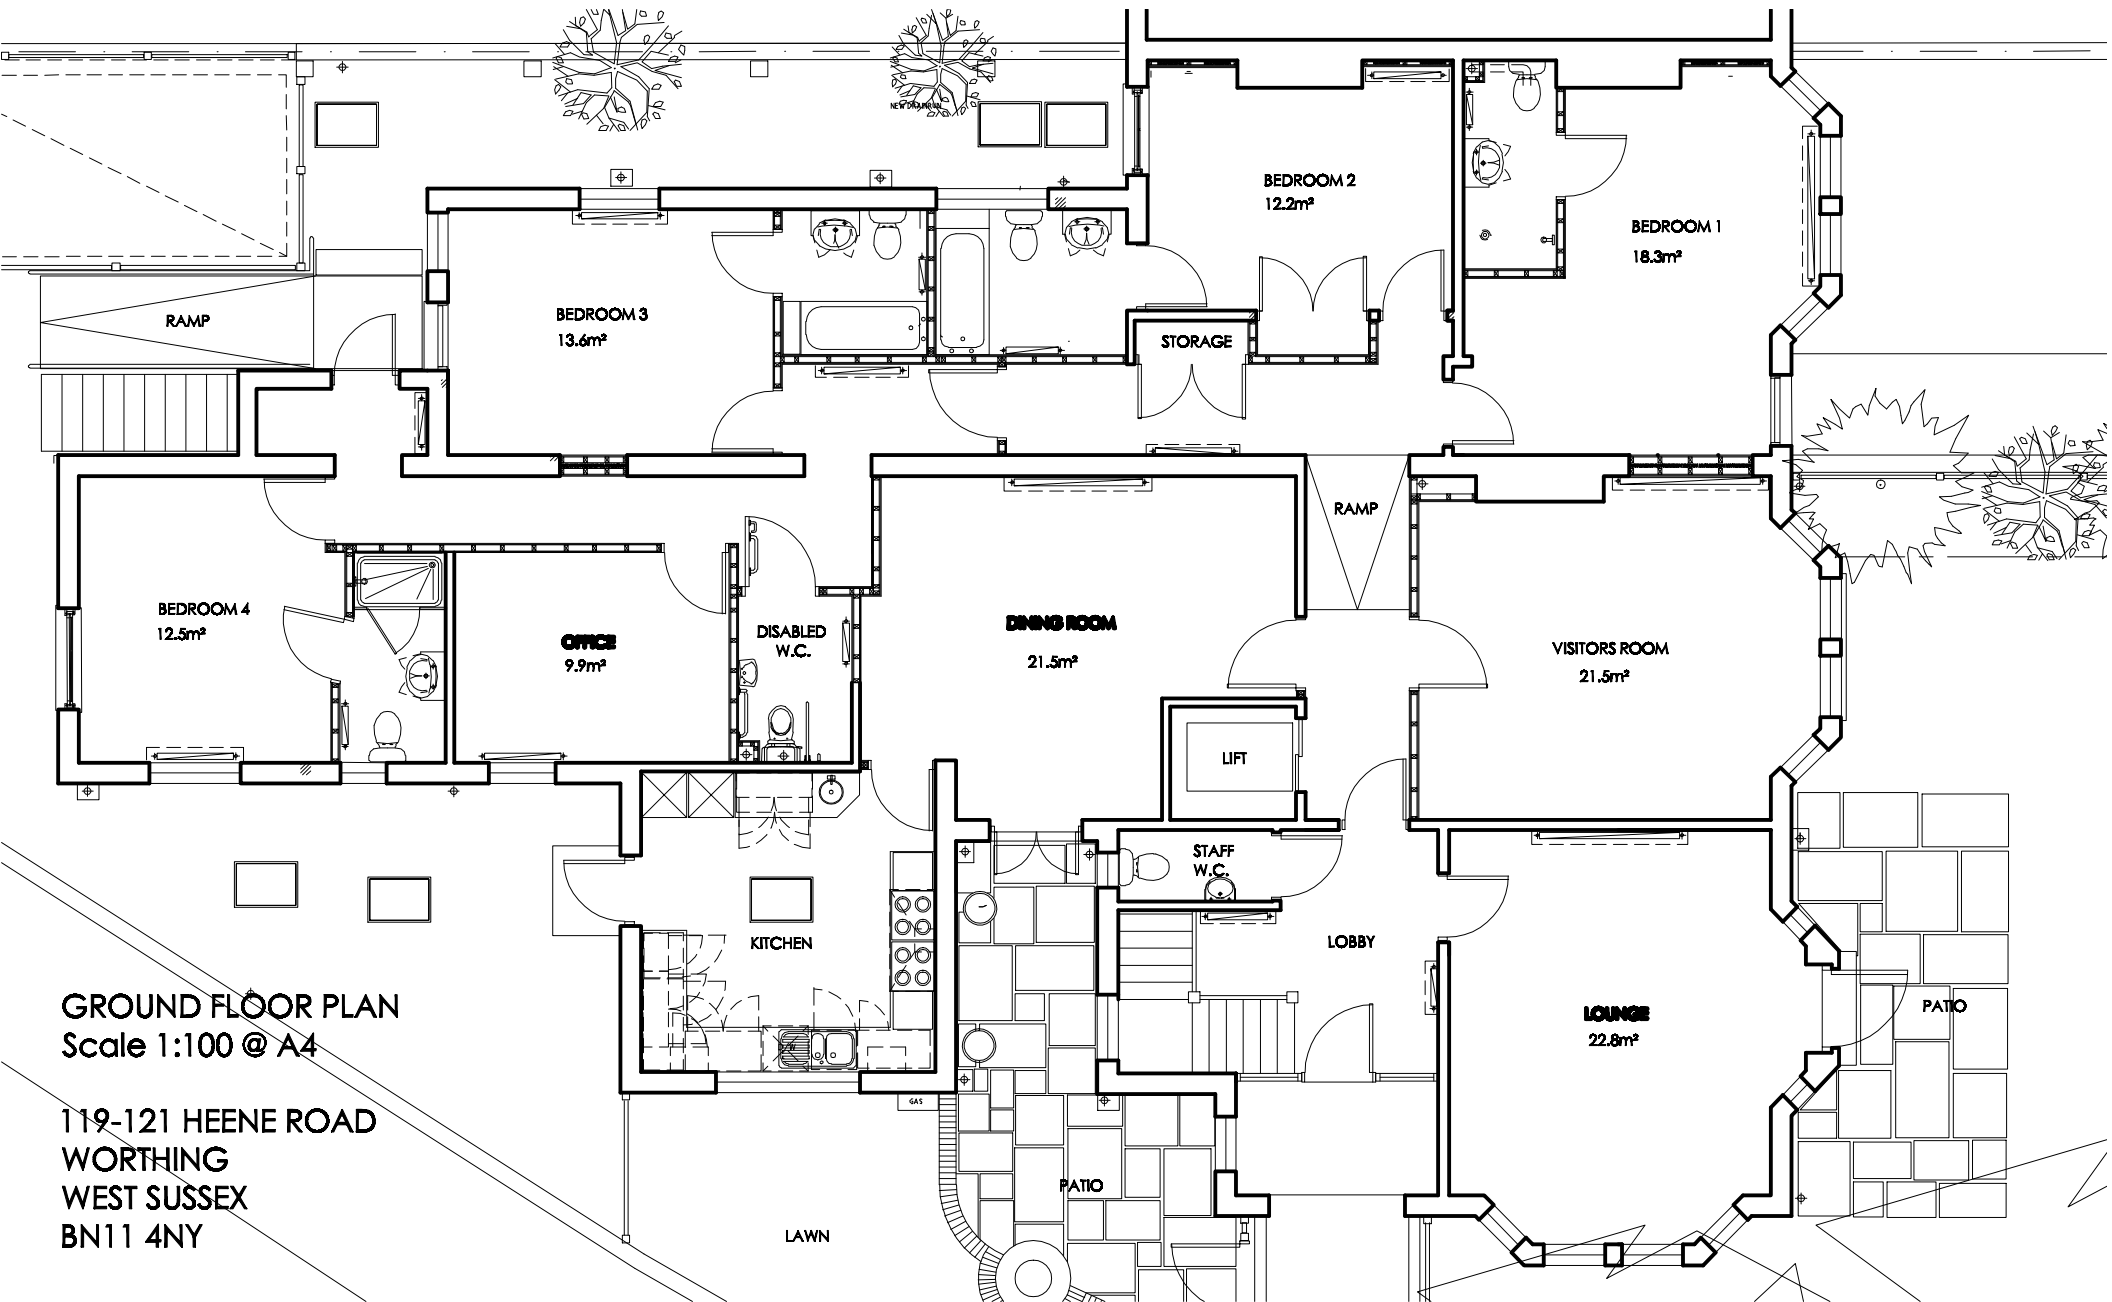 NEW DRAINRUN
BEDROOM 2
12.2m²
BEDROOM 1
18.3m²
RAMP
BEDROOM 3
13.6m²
STORAGE
RAMP
BEDROOM 4
12.5m²
OFFICE
9.9m²
DISABLED
W.C.
DINING ROOM
21.5m²
VISITORS ROOM
21.5m²
LIFT
STAFF
W.C.
KITCHEN
LOBBY
LOUNGE
22.8m²
PATIO
GROUND FLOOR PLAN
Scale 1:100 @ A4
W
GAS
119-121 HEENE ROAD
WORTHING
WEST SUSSEX
BN11 4NY
PATIO
LAWN